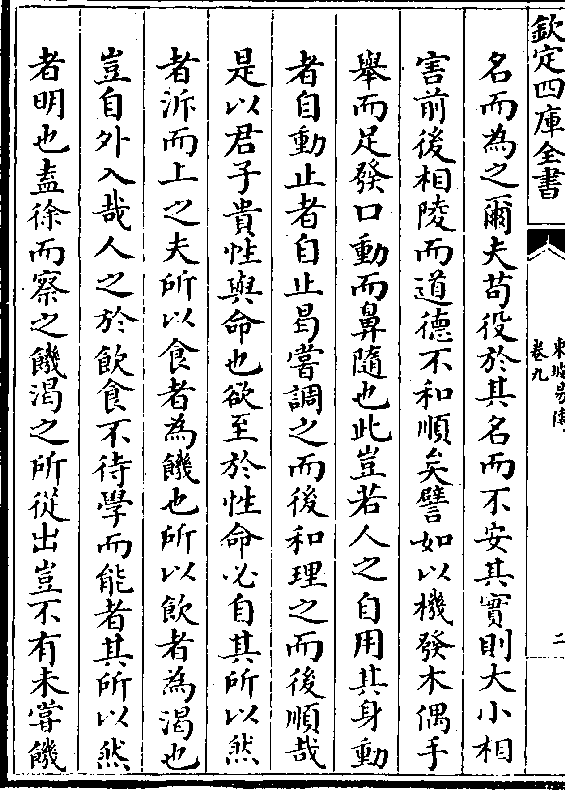 欽定四庫全書
東坡易傳
卷九
二
名而為之爾夫苟役於其名而不安其實則大小相
害前後相陵而道德不和順矣譬如以機發木偶手
舉而足發口動而鼻隨也此豈若人之自用其身動
者自動止者自止曷嘗調之而後和理之而後順哉
是以君子貴性與命也欲至於性命必自其所以然
者泝而上之夫所以食者為饑也所以飲者為渴也
豈自外入哉人之於飲食不待學而能者其所以然
者明也盍徐而察之饑渴之所從出豈不有未嘗饑